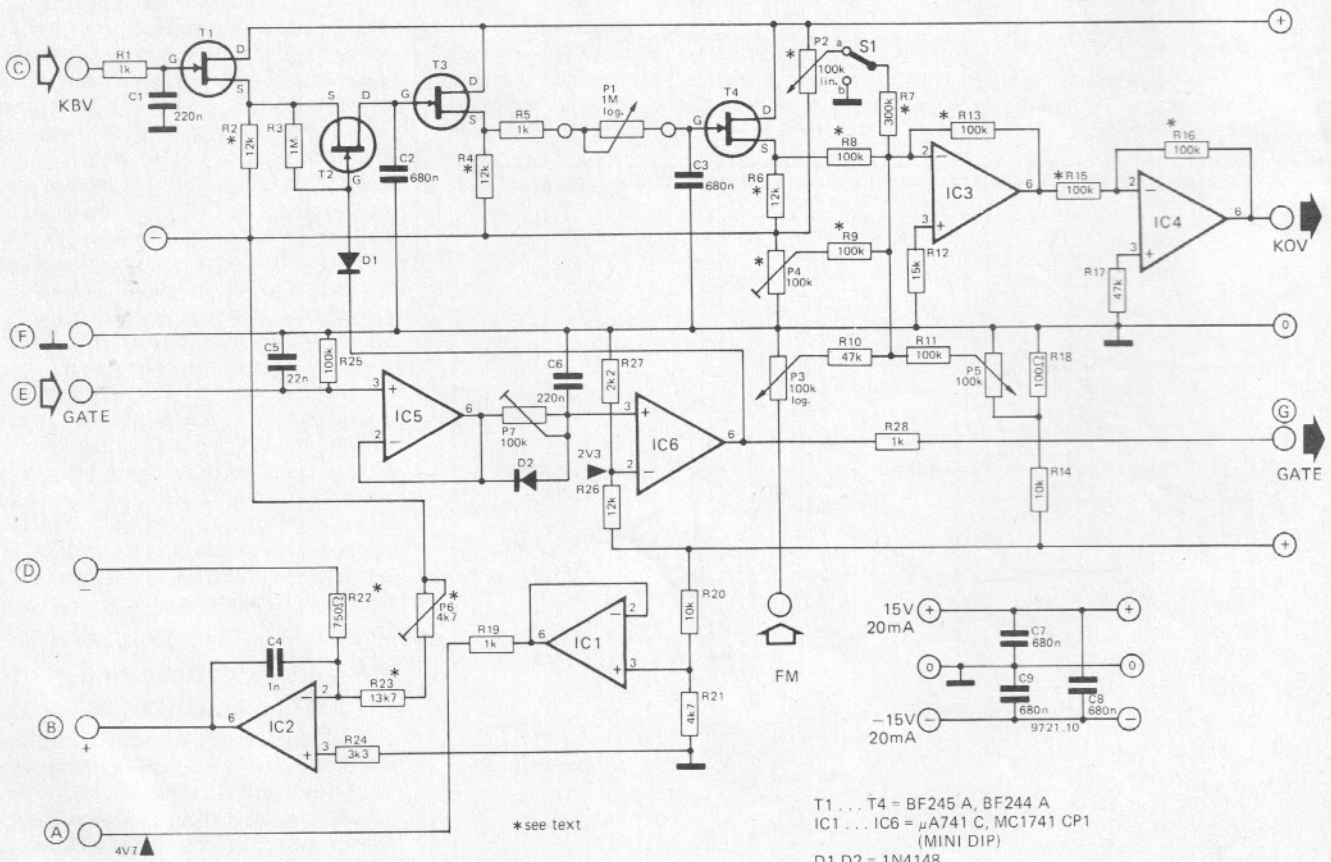 C
KBV
R1
1k
C1
220n
T1
G
D
S
R2
*
12k
R3
1M
S
D
T2
G
C2
680n
T3
G
D
S
R4
*
12k
R5
1k
P1
1M
log.
C3
680n
T4
G
D
S
R6
*
12k
P2
*
100k
lin.
a
S1
b
R7
*
300k
*
R8
100k
*
R9
100k
*
P4
100k
*
R13
100k
2
−
IC3
6
3
+
R12
15k
*
R15
100k
*
R16
100k
2
−
IC4
6
3
+
R17
47k
KOV
+
−
D1
F
⊥
0
C5
22n
100k
R25
E
GATE
3
+
IC5
6
2
−
P7
100k
D2
C6
220n
R27
2k2
2V3
R26
12k
3
+
IC6
6
2
−
P3
100k
log.
R10
47k
R11
100k
P5
100k
R18
100Ω
R28
1k
G
GATE
R14
10k
+
D
−
R22
750Ω
*
P6
4k7
*
C4
1n
R23
13k7
*
R19
1k
6
IC1
−
2
+
3
R20
10k
R21
4k7
FM
B
+
6
IC2
−
2
+
3
R24
3k3
A
4V7
* see text
15V
20mA
+
+
C7
680n
0
0
C9
680n
C8
680n
−15V
20mA
−
−
9721_10
T1 . . . T4 = BF245 A, BF244 A
IC1 . . . IC6 = µA741 C, MC1741 CP1
(MINI DIP)
D1,D2 = 1N4148